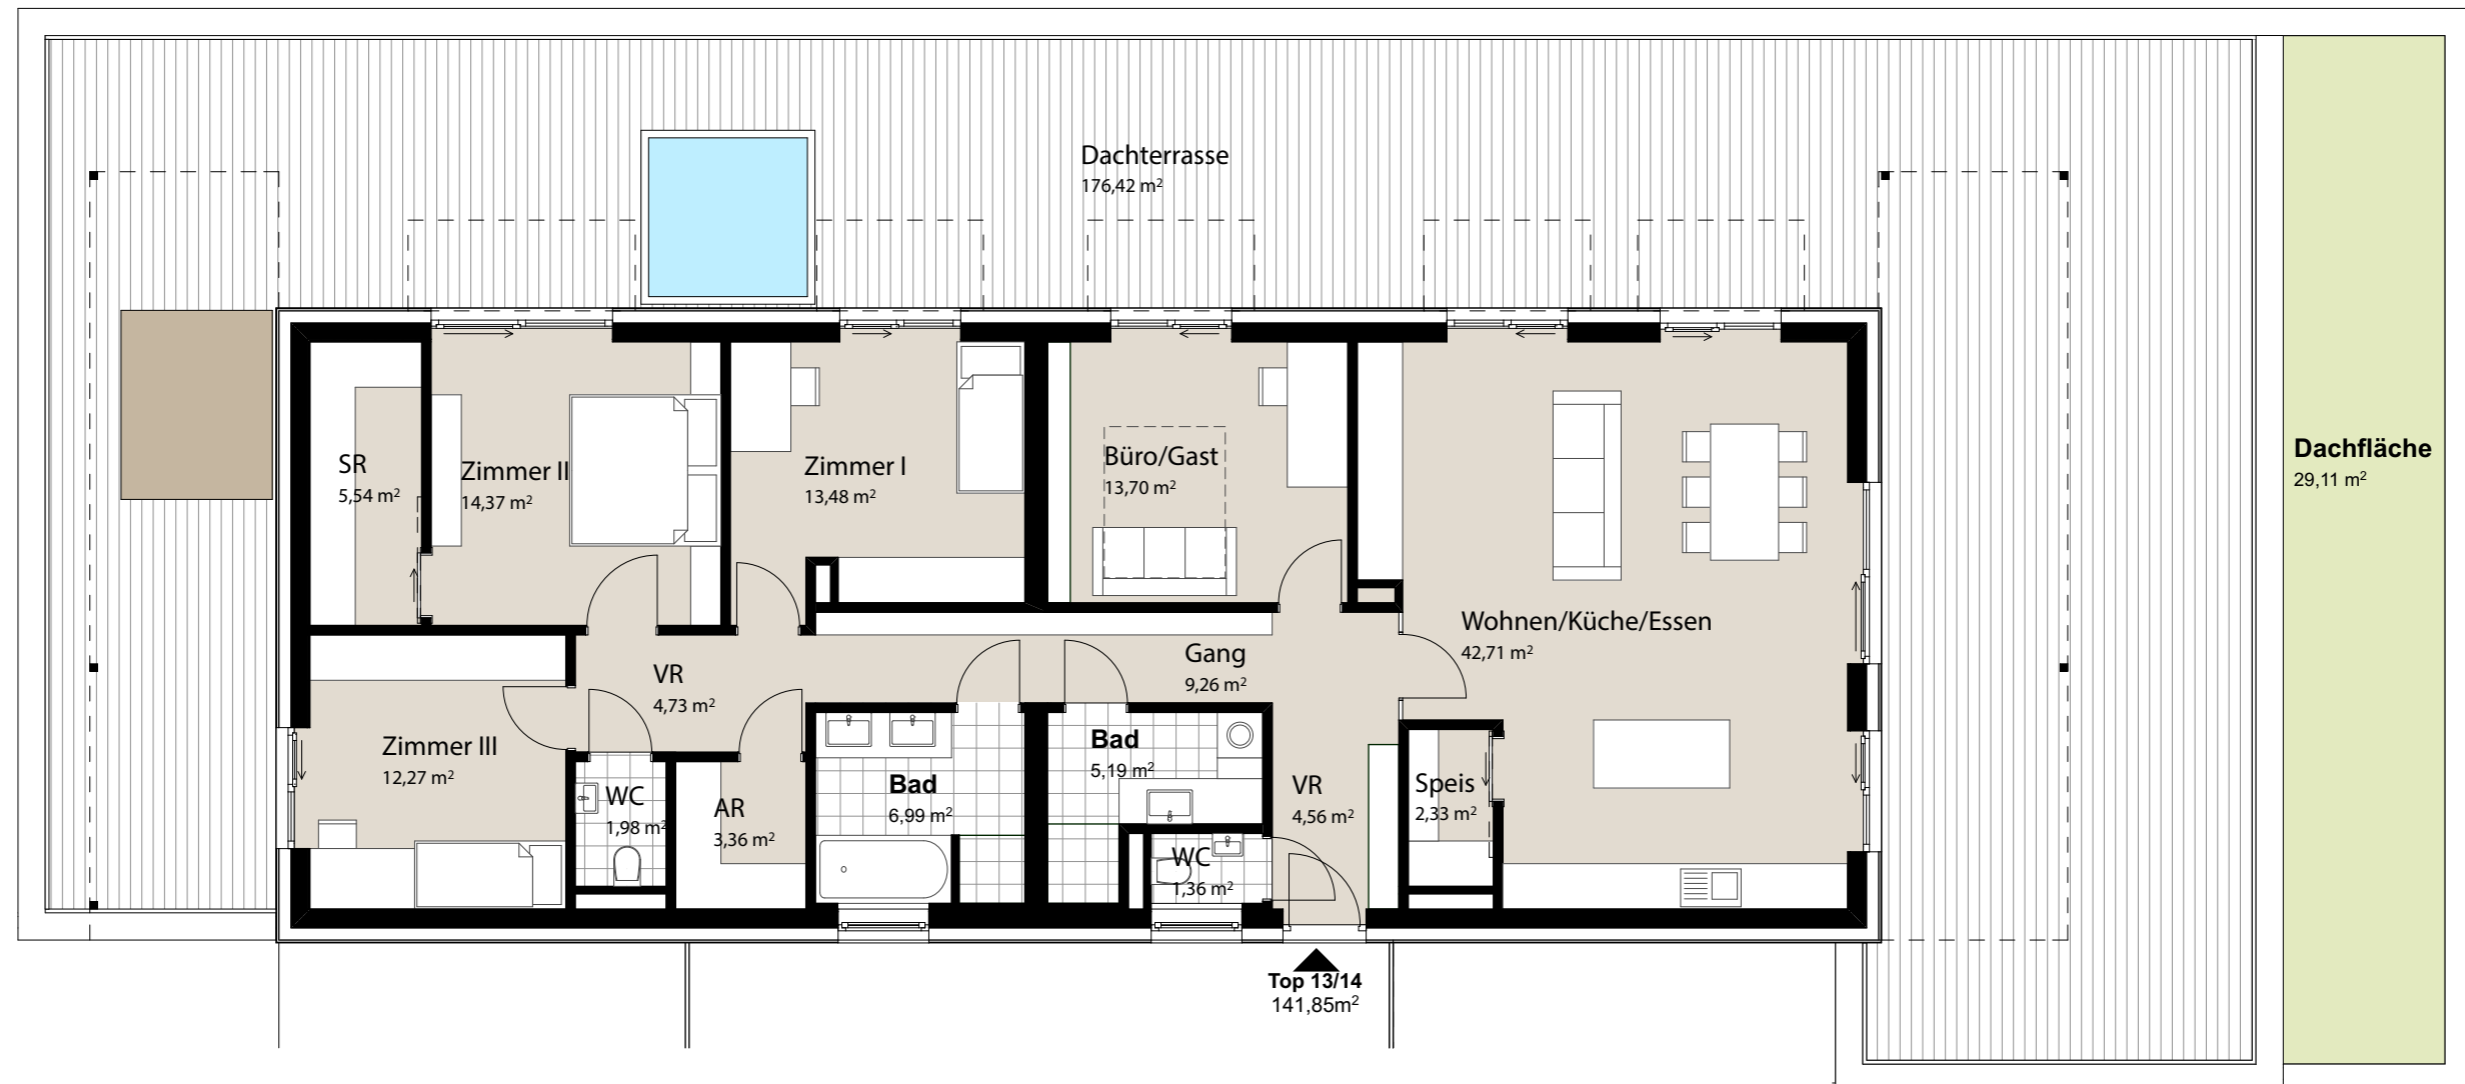 Dachterrasse
176,42 m²
Dachfläche
29,11 m²
SR
5,54 m²
Zimmer II
14,37 m²
Zimmer I
13,48 m²
Büro/Gast
13,70 m²
Wohnen/Küche/Essen
42,71 m²
VR
4,73 m²
Gang
9,26 m²
Zimmer III
12,27 m²
WC
1,98 m²
AR
3,36 m²
Bad
6,99 m²
Bad
5,19 m²
WC
1,36 m²
VR
4,56 m²
Speis
2,33 m²
Top 13/14
141,85m²